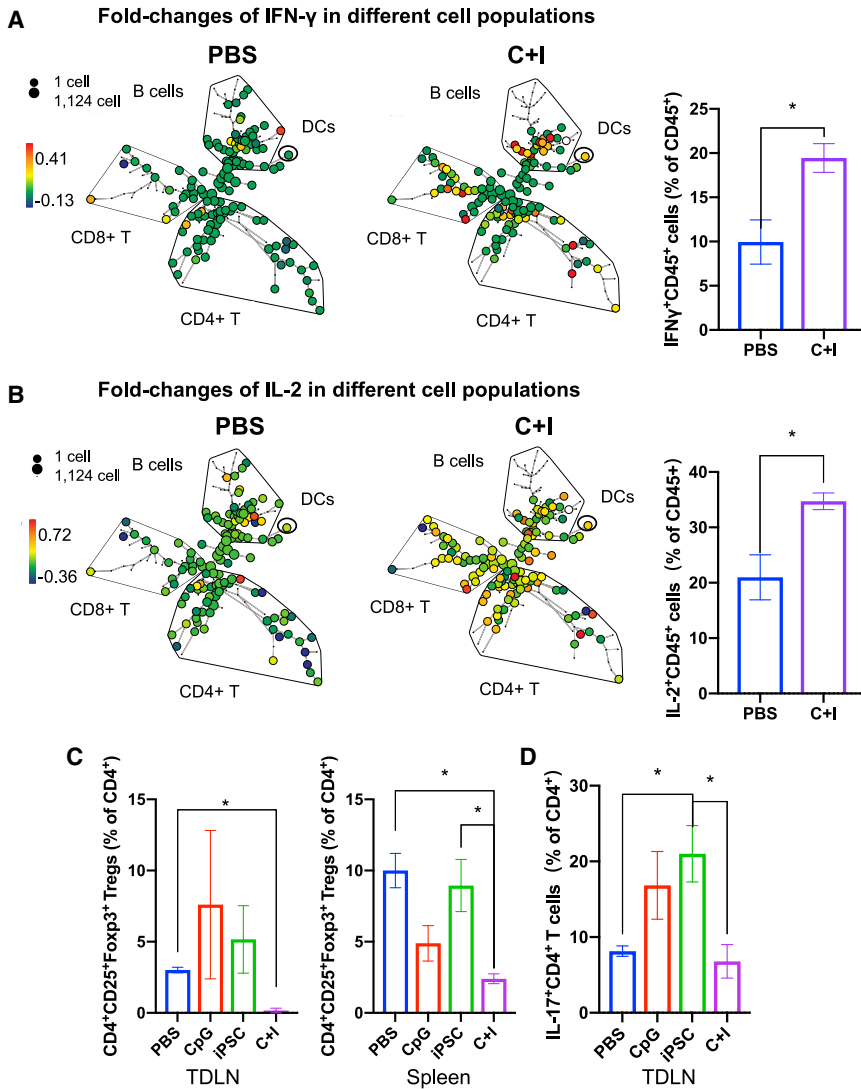 A
Fold-changes of IFN-γ in different cell populations
PBS
C+I
1 cell
1,124 cell
B cells
DCs
0.41
-0.13
CD8+ T
CD4+ T
B cells
DCs
CD8+ T
CD4+ T
IFNγ⁺CD45⁺ cells (% of CD45⁺)
25
20
15
10
5
0
*
PBS
C+I
B
Fold-changes of IL-2 in different cell populations
PBS
C+I
1 cell
1,124 cell
B cells
DCs
0.72
-0.36
CD8+ T
CD4+ T
B cells
DCs
CD8+ T
CD4+ T
IL-2⁺CD45⁺ cells (% of CD45+)
40
30
20
10
0
*
PBS
C+I
C
CD4⁺CD25⁺Foxp3⁺ Tregs (% of CD4⁺)
15
10
5
0
*
PBS
CpG
iPSC
C+I
TDLN
CD4⁺CD25⁺Foxp3⁺ Tregs (% of CD4⁺)
15
10
5
0
*
*
PBS
CpG
iPSC
C+I
Spleen
D
IL-17⁺CD4⁺ T cells (% of CD4⁺)
30
20
10
0
*
*
PBS
CpG
iPSC
C+I
TDLN